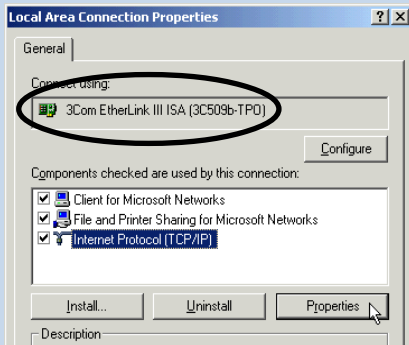 Local Area Connection Properties
General
Connect using:
3Com EtherLink III ISA (3C509b-TPO)
Configure
Components checked are used by this connection:
Client for Microsoft Networks
File and Printer Sharing for Microsoft Networks
Internet Protocol (TCP/IP)
Install... Uninstall Properties
Description